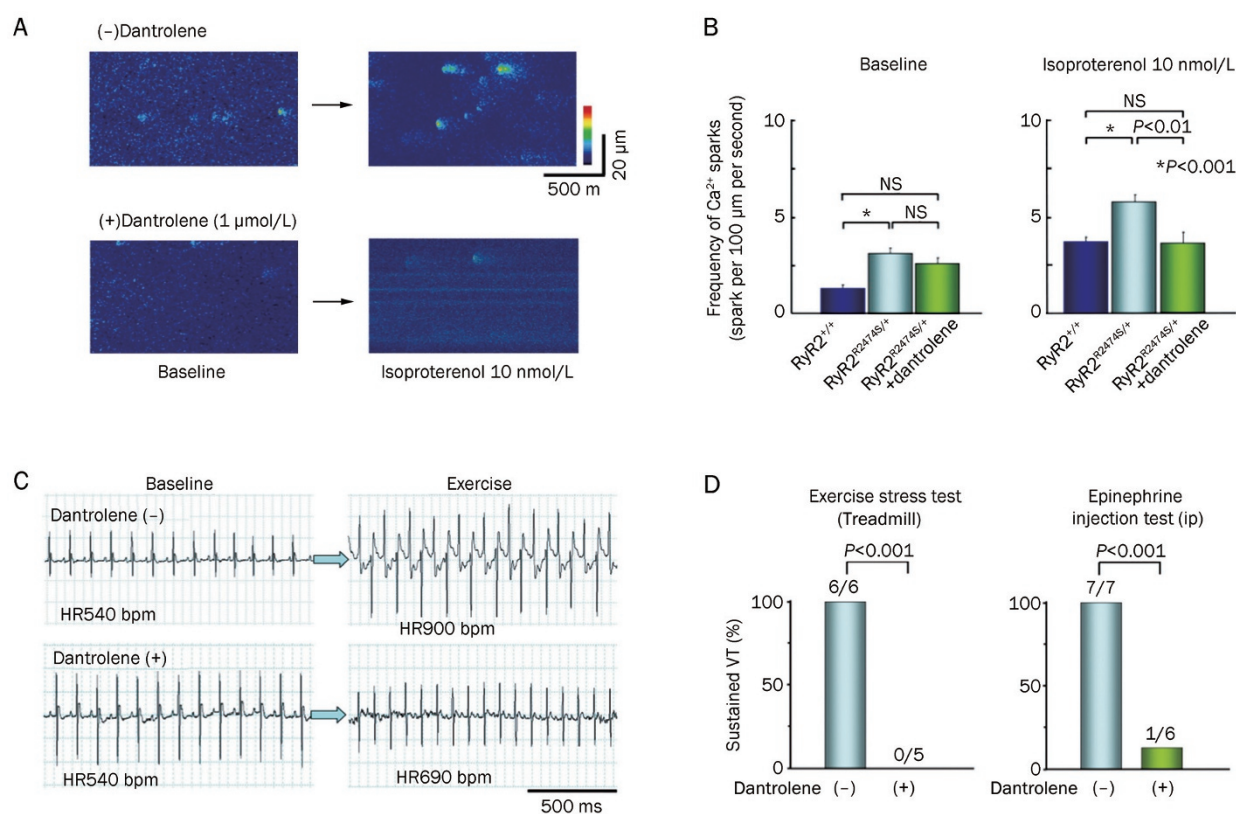 A
(−)Dantrolene
20 µm
500 m
(+)Dantrolene (1 µmol/L)
Baseline
Isoproterenol 10 nmol/L
B
Baseline
Isoproterenol 10 nmol/L
Frequency of Ca²⁺ sparks
(spark per 100 µm per second)
10
5
0
NS
*
NS
RyR2⁺/⁺
RyR2ᴿ²⁴⁷⁴ˢ/⁺
RyR2ᴿ²⁴⁷⁴ˢ/⁺
+dantrolene
10
5
0
NS
*
P<0.01
*P<0.001
RyR2⁺/⁺
RyR2ᴿ²⁴⁷⁴ˢ/⁺
RyR2ᴿ²⁴⁷⁴ˢ/⁺
+dantrolene
C
Baseline
Exercise
Dantrolene (−)
HR540 bpm
HR900 bpm
Dantrolene (+)
HR540 bpm
HR690 bpm
500 ms
D
Exercise stress test
(Treadmill)
P<0.001
6/6
0/5
Sustained VT (%)
100
50
0
Dantrolene (−) (+)
Epinephrine
injection test (ip)
P<0.001
7/7
1/6
100
50
0
Dantrolene (−) (+)